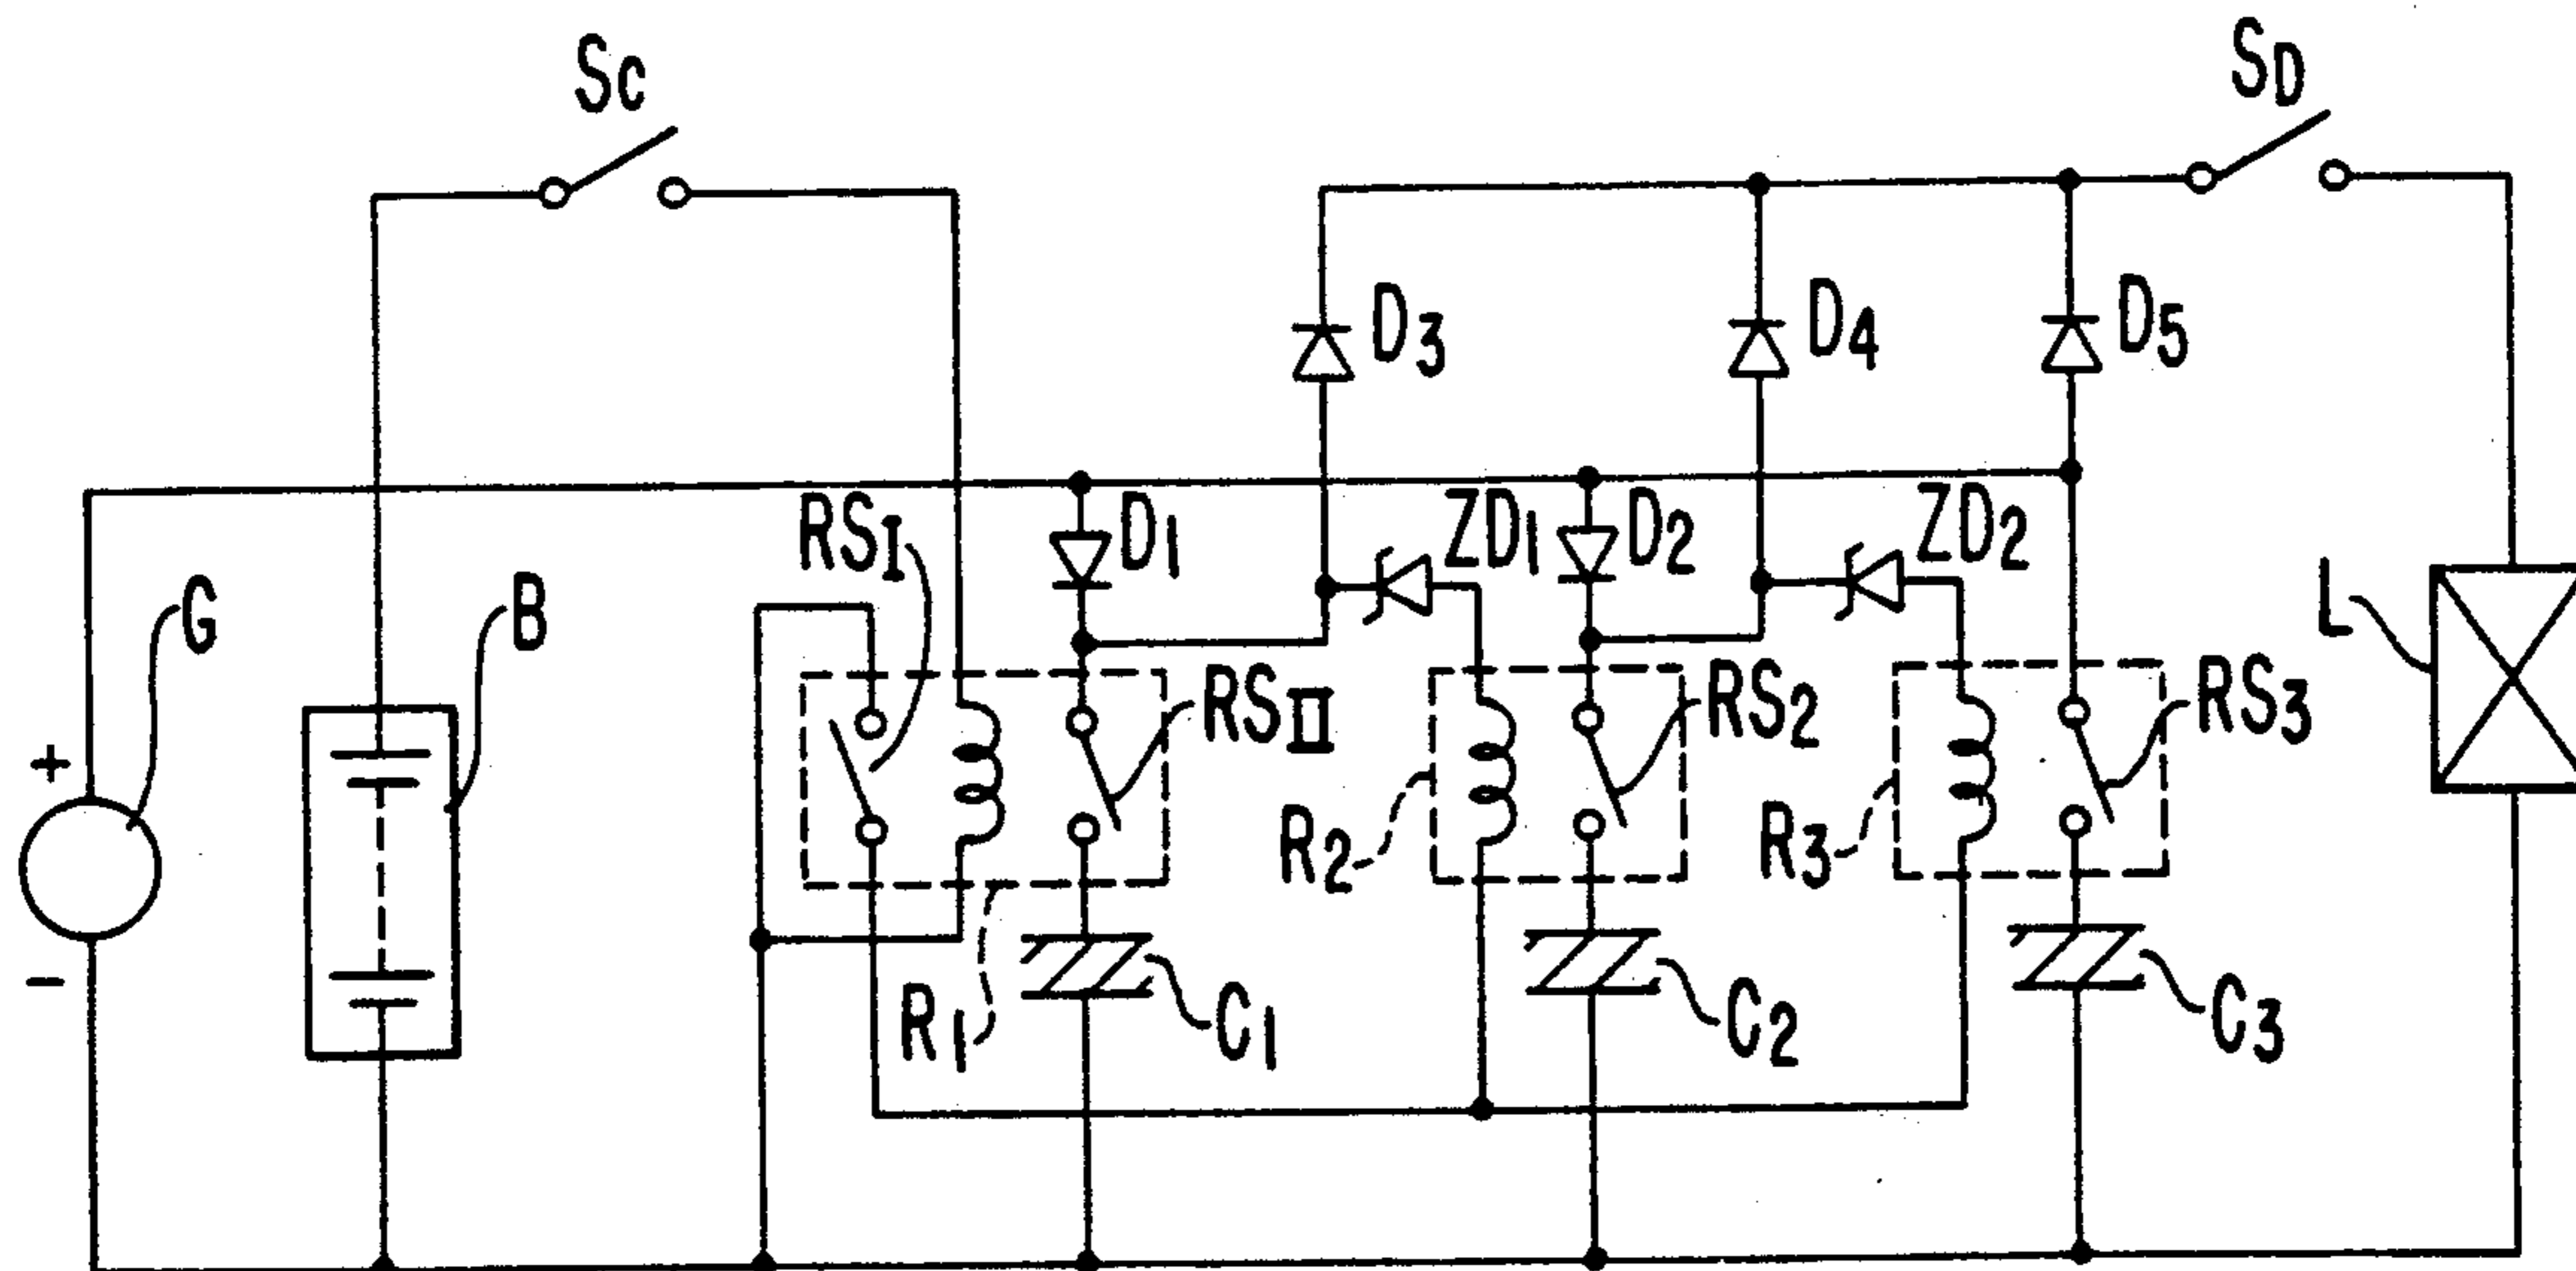 Sc
SD
D3
D4
D5
RSI
D1
ZD1
D2
ZD2
G
B
L
RSII
RS2
RS3
+
R2
R3
−
R1
C1
C2
C3